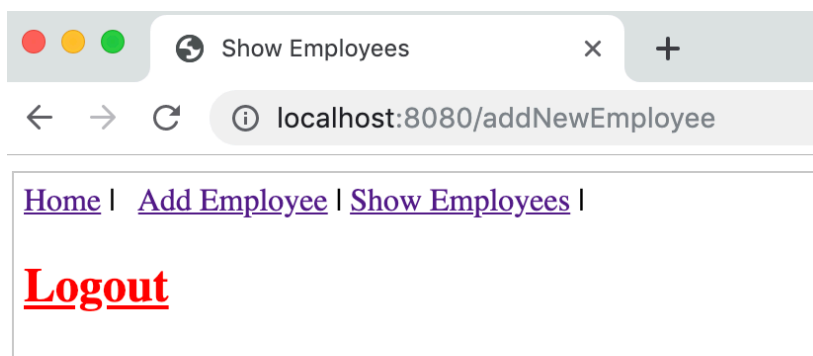 Show Employees
localhost:8080/addNewEmployee
Home | Add Employee | Show Employees |
Logout